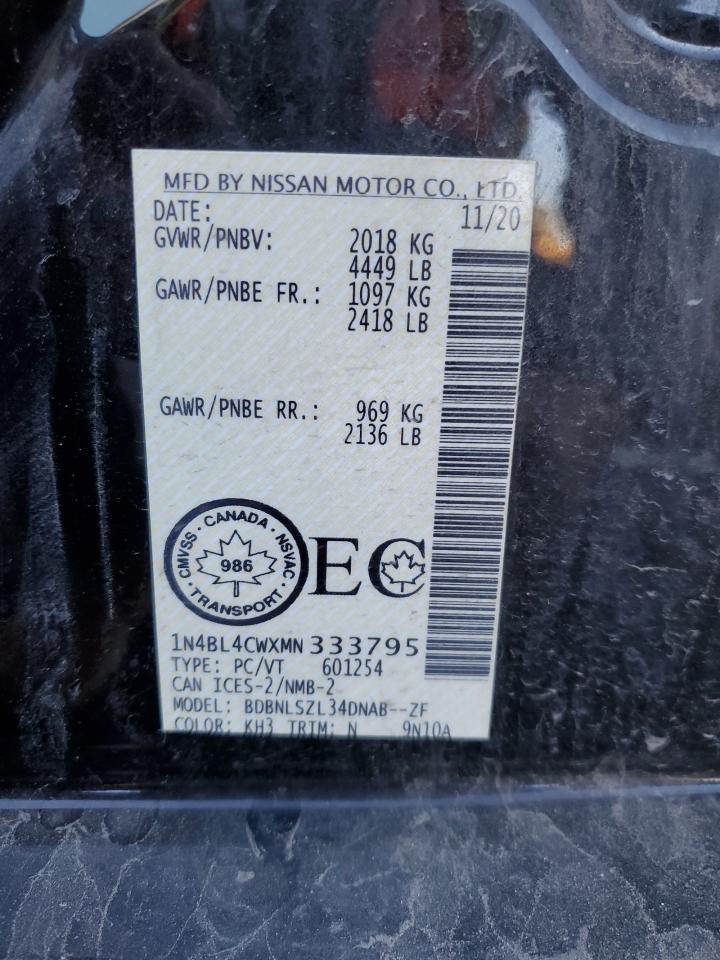 MFD BY NISSAN MOTOR CO., LTD.
DATE: 11/20
GVWR/PNBV: 2018 KG
4449 LB
GAWR/PNBE FR.: 1097 KG
2418 LB
GAWR/PNBE RR.: 969 KG
2136 LB
CMVSS · CANADA · NSVAC · TRANSPORT ·
986
EC
1N4BL4CWXMN333795
TYPE: PC/VT 601254
CAN ICES-2/NMB-2
MODEL: BDBNLSZL34DNAB--ZF
COLOR: KH3 TRIM: N 9N10A